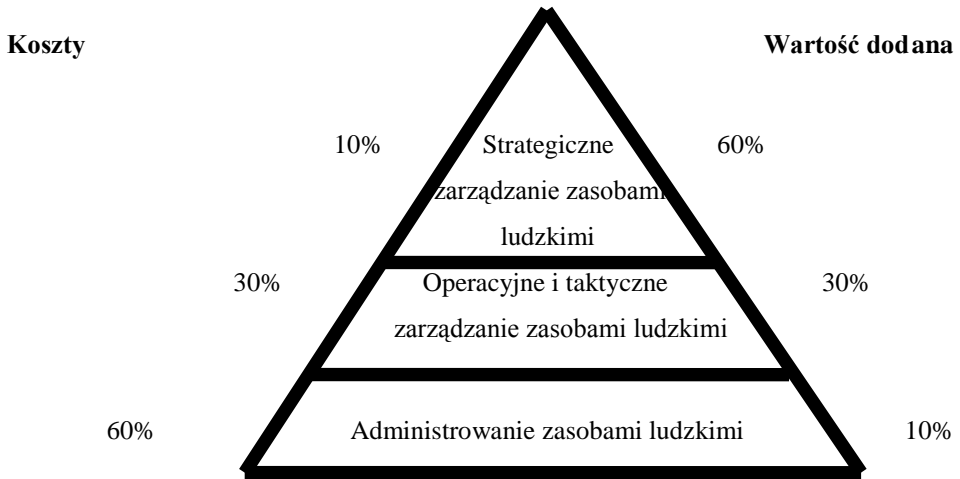 Koszty
Wartość dodana
10%
Strategiczne
60%
zarządzanie zasobami
ludzkimi
30%
Operacyjne i taktyczne
30%
zarządzanie zasobami ludzkimi
60%
Administrowanie zasobami ludzkimi
10%